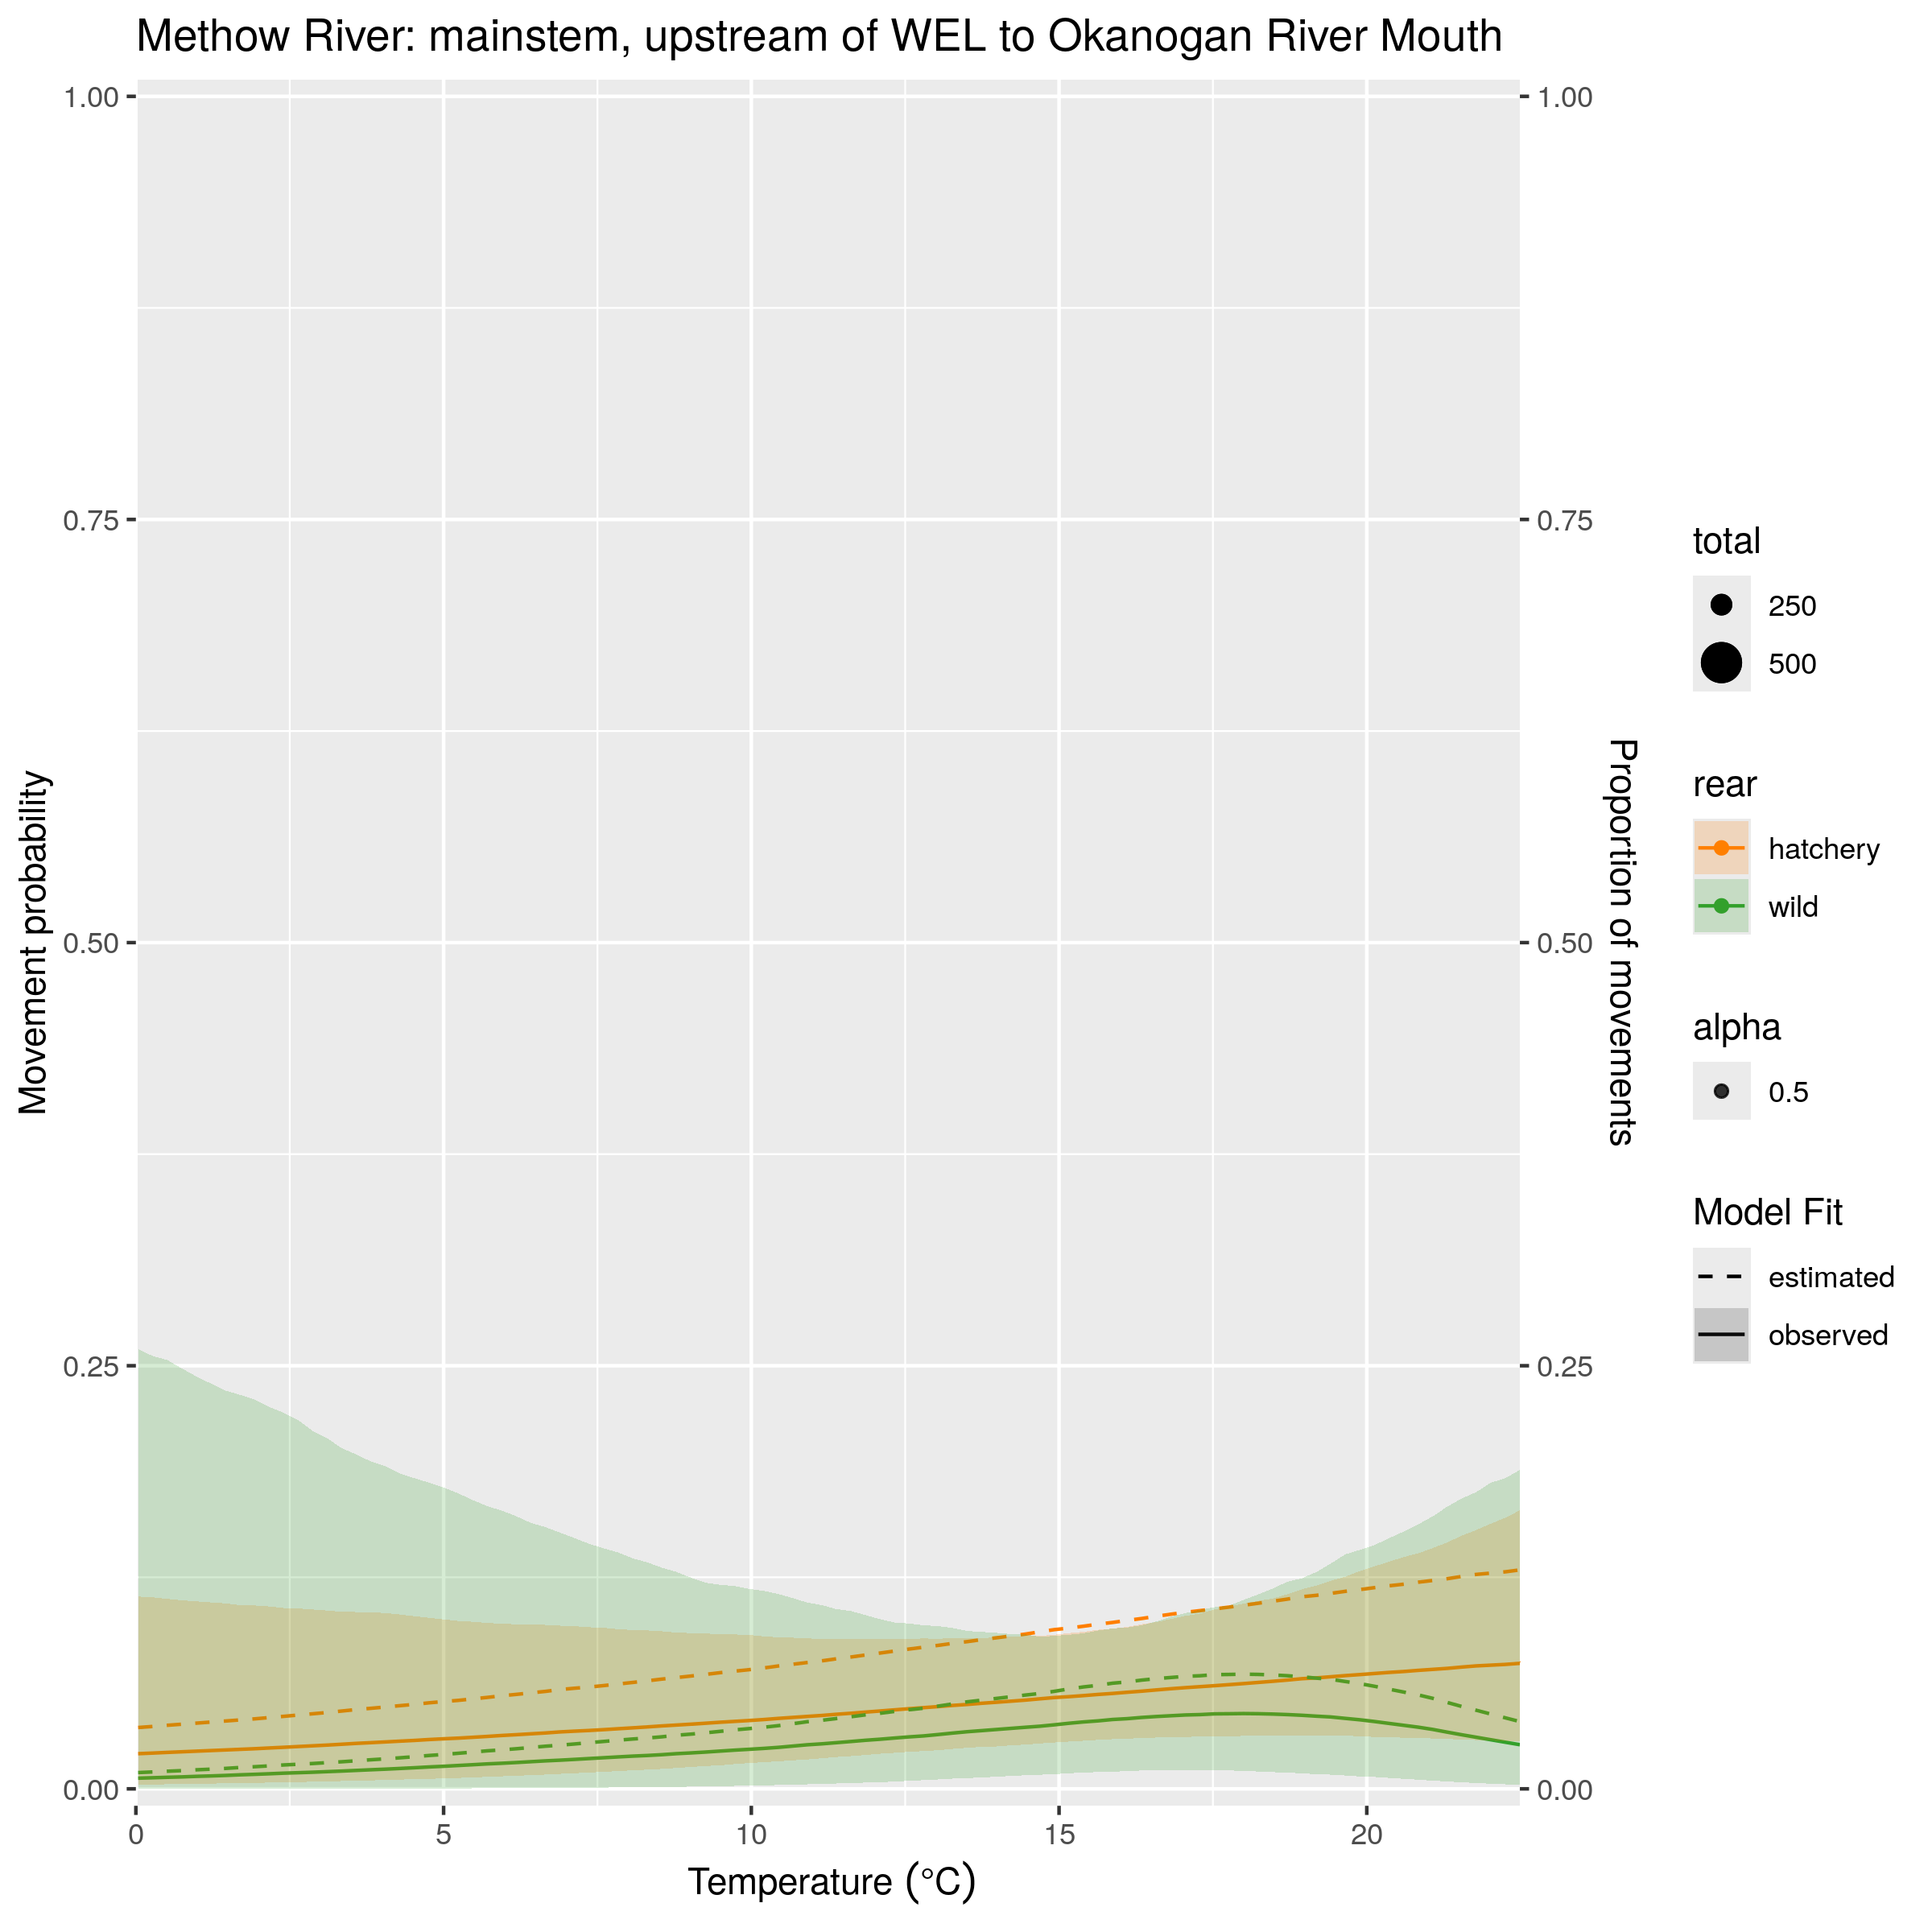 Methow River: mainstem, upstream of WEL to Okanogan River Mouth
1.00
0.75
0.50
0.25
0.00
Movement probability
0
5
10
15
20
Temperature (°C)
1.00
0.75
0.50
0.25
0.00
Proportion of movements
total
250
500
rear
hatchery
wild
alpha
0.5
Model Fit
estimated
observed